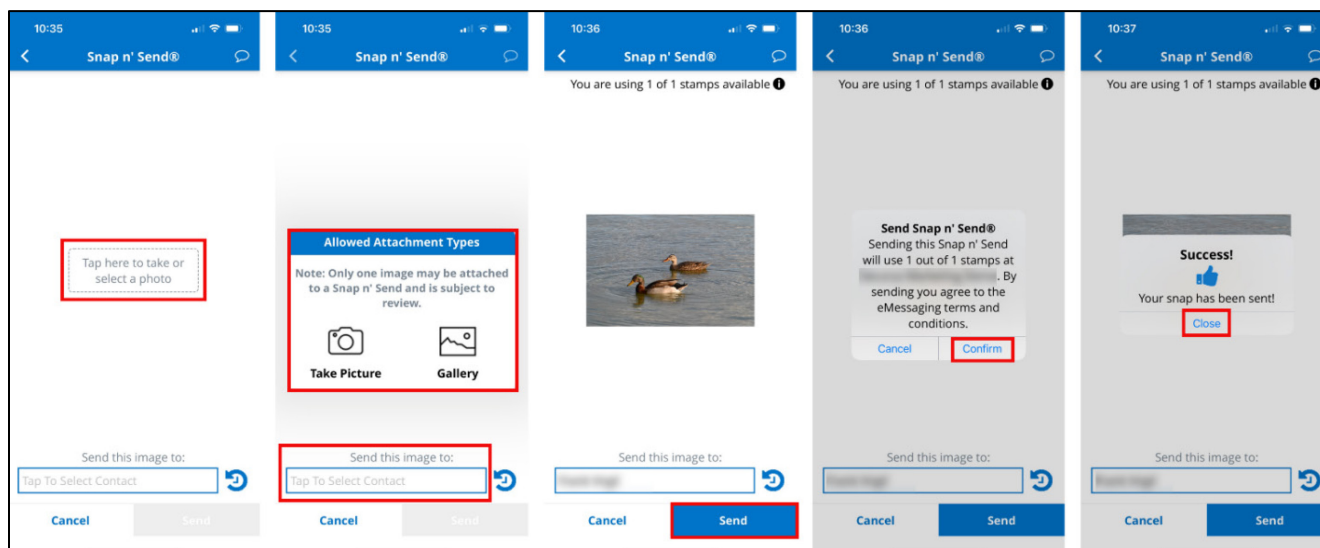 10:35
Snap n' Send®
Tap here to take or
select a photo
Send this image to:
Tap To Select Contact
Cancel
Send
10:35
Snap n' Send®
Allowed Attachment Types
Note: Only one image may be attached
to a Snap n' Send and is subject to
review.
Take Picture
Gallery
Send this image to:
Tap To Select Contact
Cancel
Send
10:36
Snap n' Send®
You are using 1 of 1 stamps available
Send this image to:
Cancel
Send
10:36
Snap n' Send®
You are using 1 of 1 stamps available
Send Snap n' Send®
Sending this Snap n' Send
will use 1 out of 1 stamps at
. By
sending you agree to the
eMessaging terms and
conditions.
Cancel
Confirm
Send this image to:
Cancel
Send
10:37
Snap n' Send®
You are using 1 of 1 stamps available
Success!
Your snap has been sent!
Close
Send this image to:
Cancel
Send